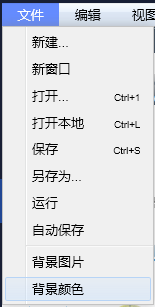 文件 编辑 视图
新建...
新窗口
打开... Ctrl+1
打开本地 Ctrl+L
保存 Ctrl+S
另存为...
运行
自动保存
背景图片
背景颜色